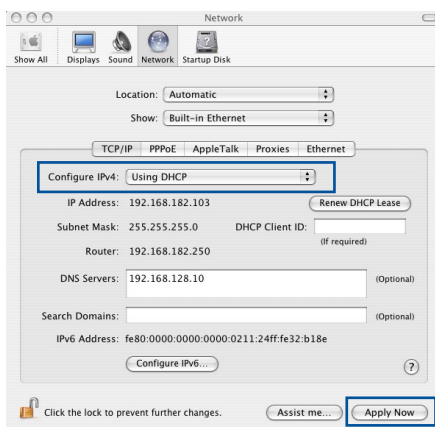 Network
Show All Displays Sound Network Startup Disk
Location: Automatic
Show: Built-in Ethernet
TCP/IP PPPoE AppleTalk Proxies Ethernet
Configure IPv4: Using DHCP
IP Address: 192.168.182.103 Renew DHCP Lease
Subnet Mask: 255.255.255.0 DHCP Client ID:
(If required)
Router: 192.168.182.250
DNS Servers: 192.168.128.10 (Optional)
Search Domains: (Optional)
IPv6 Address: fe80:0000:0000:0000:0211:24ff:fe32:b18e
Configure IPv6... ?
Click the lock to prevent further changes. Assist me... Apply Now